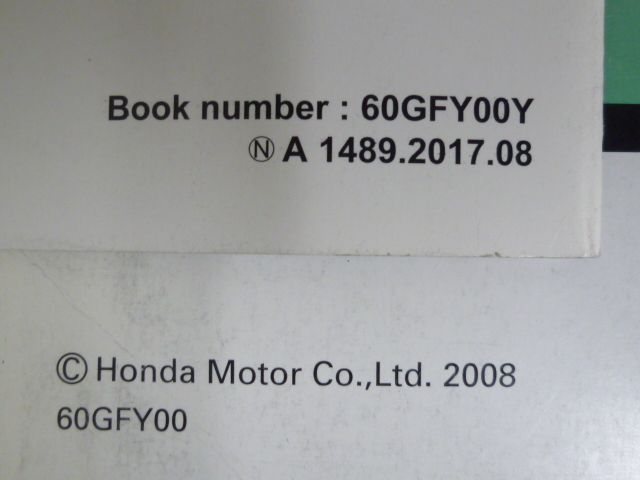 Book number : 60GFY00Y
Ⓝ A 1489.2017.08
© Honda Motor Co.,Ltd. 2008
60GFY00